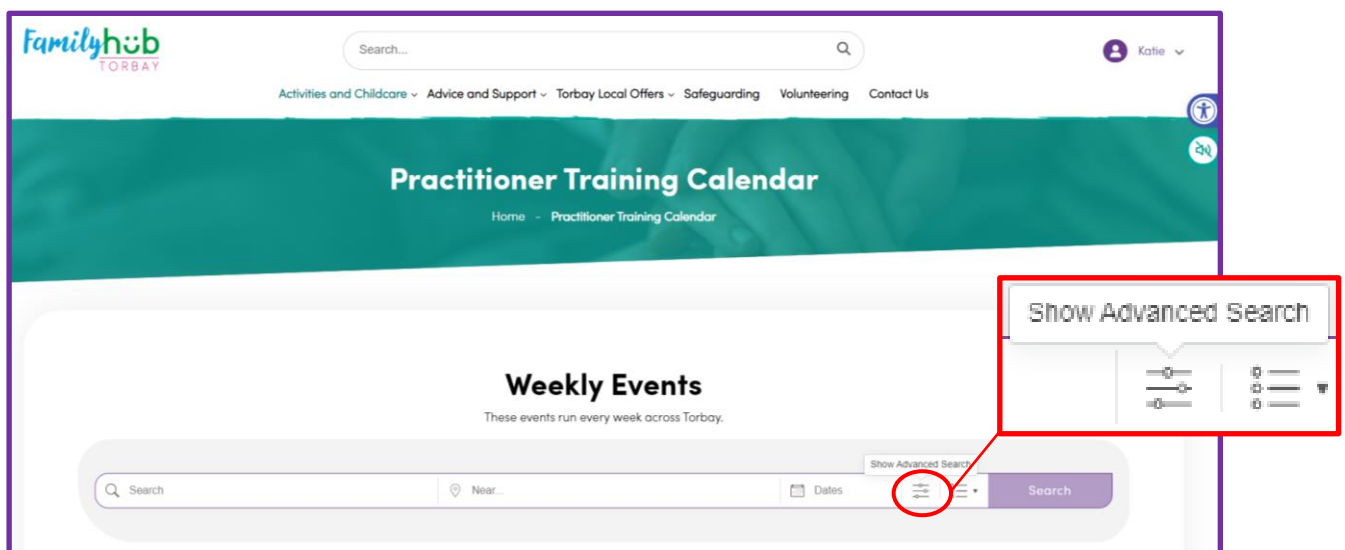 Familyhub
TORBAY
Search...
Katie
Activities and Childcare Advice and Support Torbay Local Offers Safeguarding Volunteering Contact Us
Practitioner Training Calendar
Home - Practitioner Training Calendar
Show Advanced Search
Weekly Events
These events run every week across Torbay.
Show Advanced Search
Search Near... Dates Search